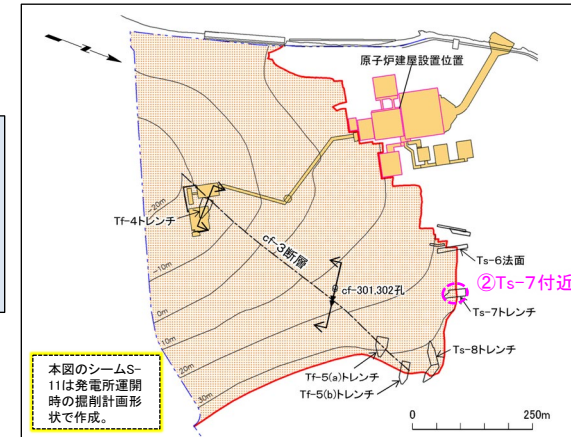 原子炉建屋設置位置
-20m
Tf-4トレンチ
-10m
cf-3断層
Ts-6法面
②Ts-7付近
Ts-7トレンチ
0m
cf-301,302孔
10m
20m
Ts-8トレンチ
Tf-5(a)トレンチ
Tf-5(b)トレンチ
30m
本図のシームS-
11は発電所運開
時の掘削計画形
状で作成。
0 250m